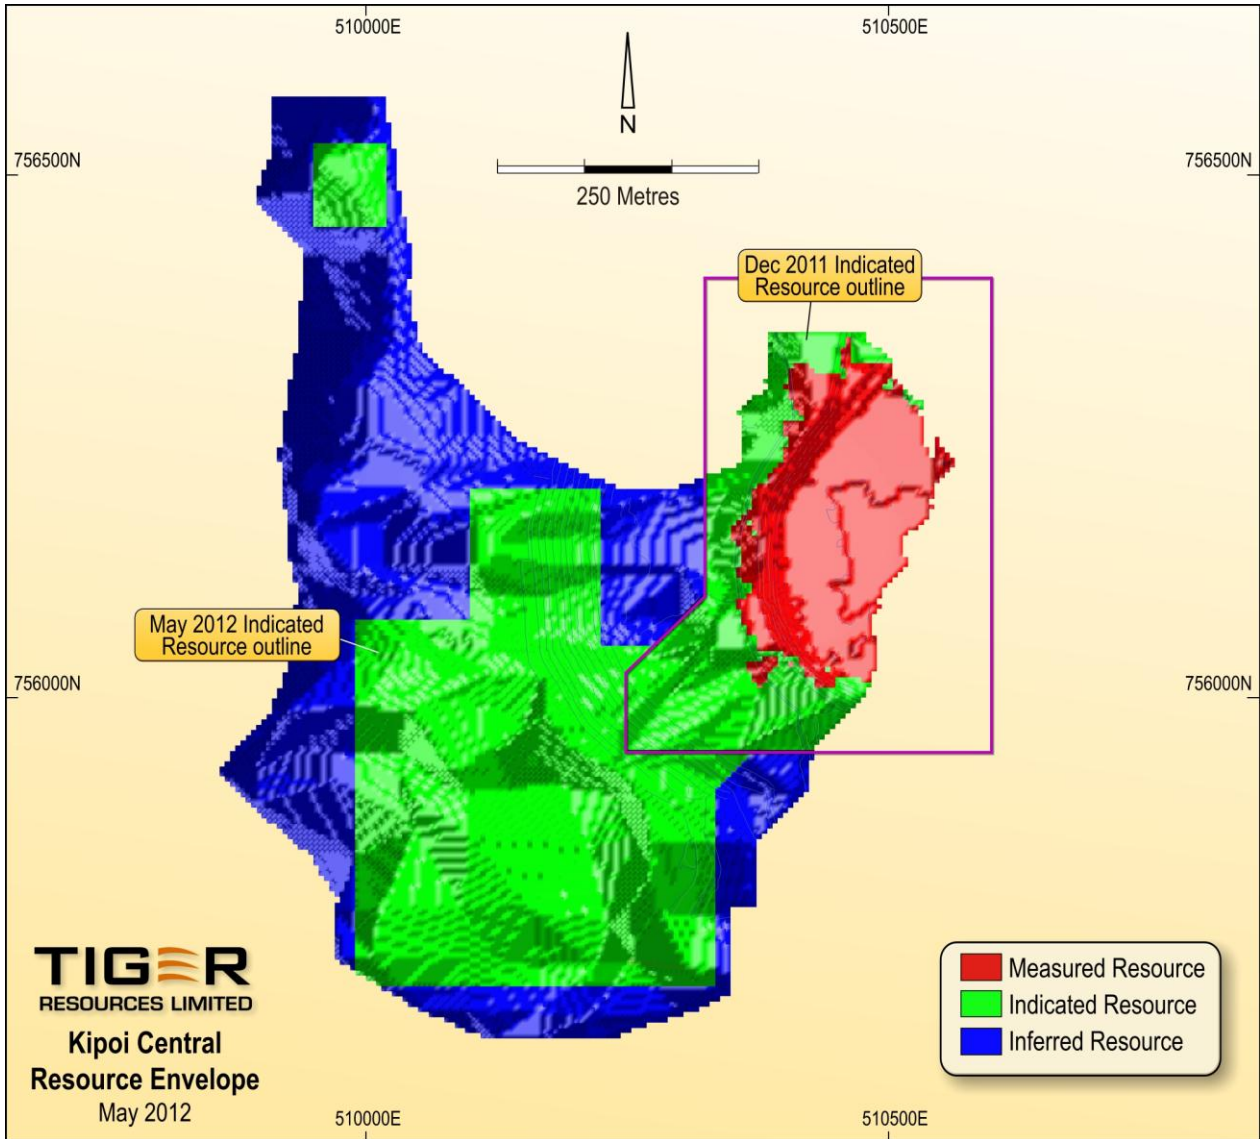 510000E
510500E
N
250 Metres
756500N
756500N
Dec 2011 Indicated
Resource outline
May 2012 Indicated
Resource outline
756000N
756000N
TIGER
RESOURCES LIMITED
Kipoi Central
Resource Envelope
May 2012
Measured Resource
Indicated Resource
Inferred Resource
510000E
510500E